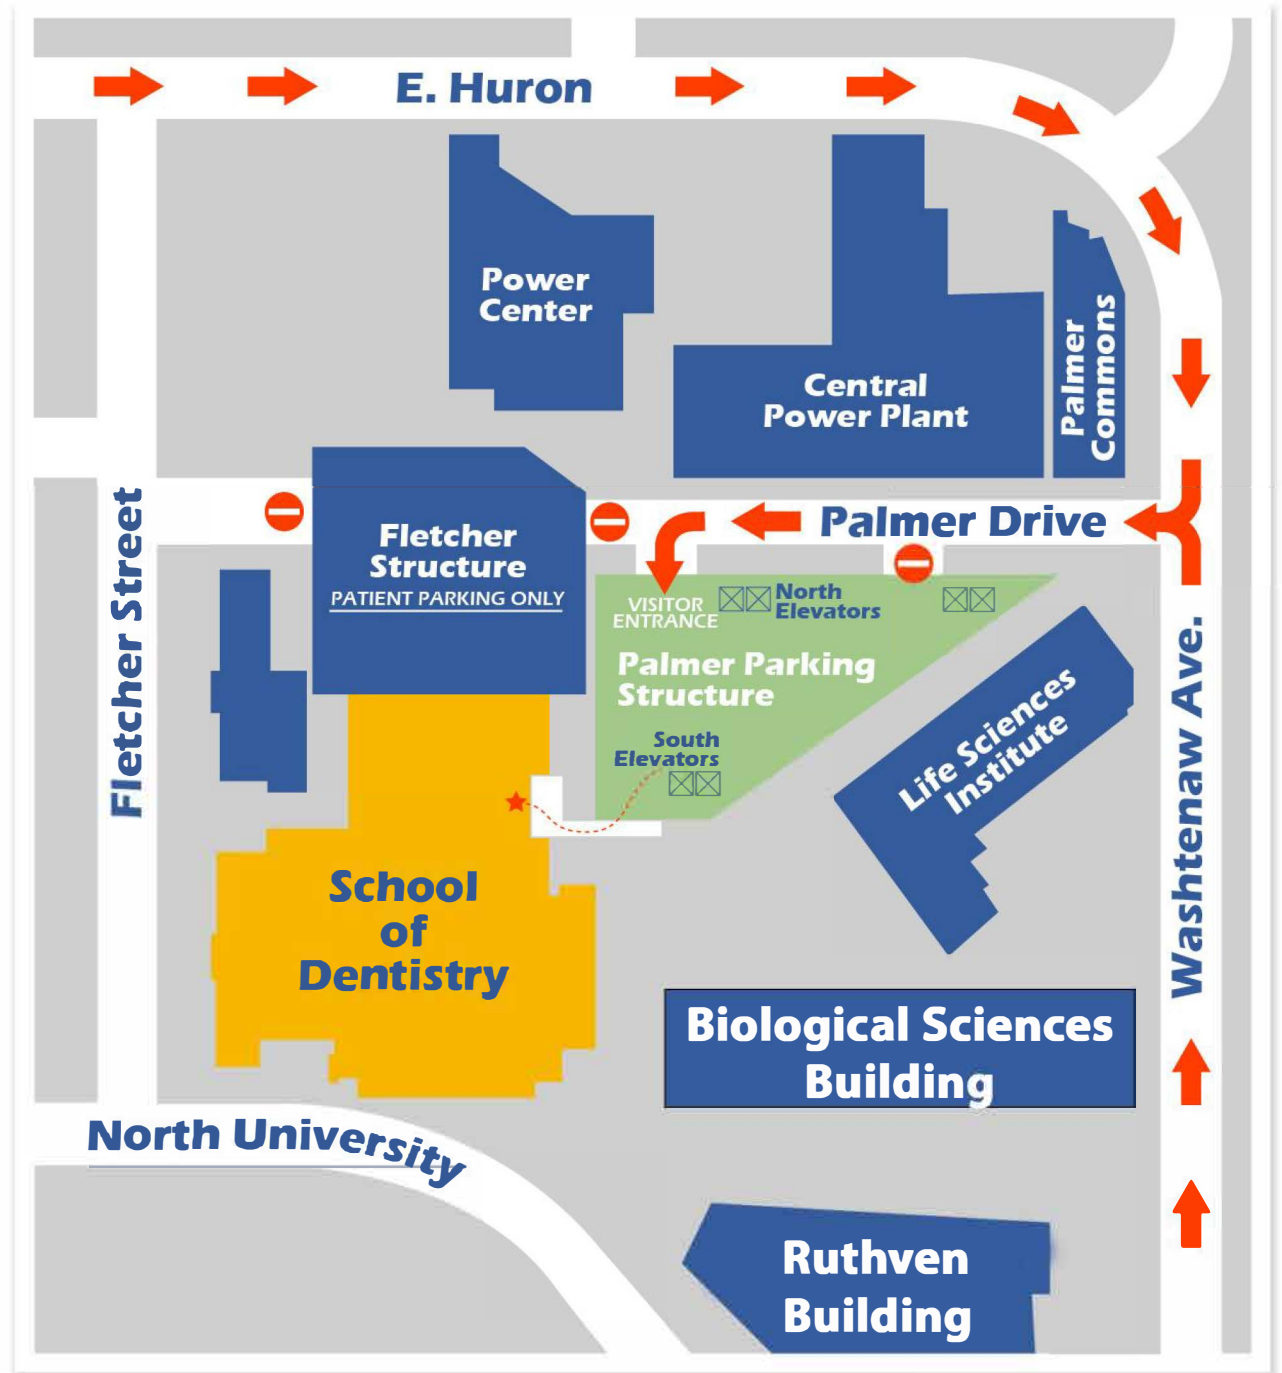 E. Huron
Power
Center
Central
Power Plant
Palmer
Commons
Fletcher Street
Fletcher
Structure
PATIENT PARKING ONLY
Palmer Drive
VISITOR
ENTRANCE
North
Elevators
Palmer Parking
Structure
South
Elevators
Life Sciences
Institute
Washtenaw Ave.
School
of
Dentistry
Biological Sciences
Building
North University
Ruthven
Building